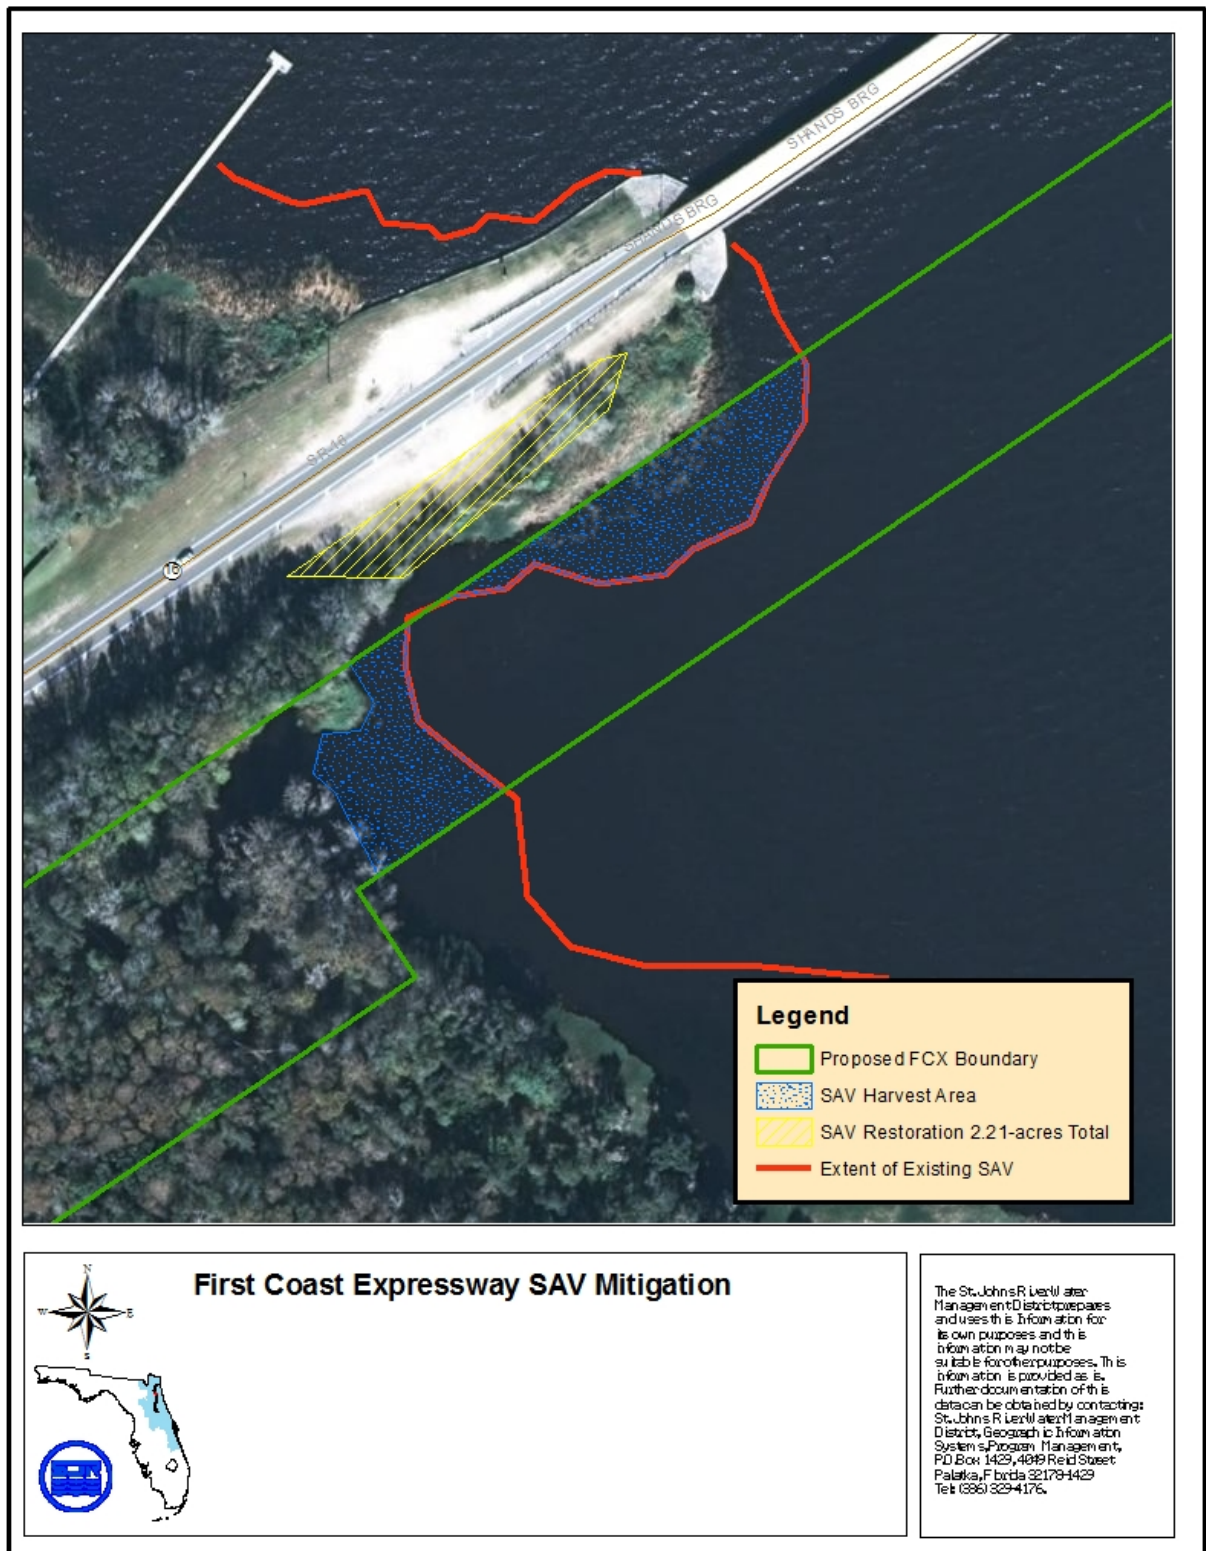 SHANDS BRG
SHANDS BRG
SR 16
16
Legend
Proposed FCX Boundary
SAV Harvest Area
SAV Restoration 2.21-acres Total
Extent of Existing SAV
N
W
E
S
First Coast Expressway SAV Mitigation
The St. Johns River Water
Management District prepares
and uses this information for
its own purposes and this
information may not be
suitable for other purposes. This
information is provided as is.
Further documentation of this
data can be obtained by contacting:
St. Johns River Water Management
District, Geographic Information
Systems, Program Management,
P.O.Box 1429, 4049 Reid Street
Palatka, Florida 32178-1429
Tel: (386) 329-4176.